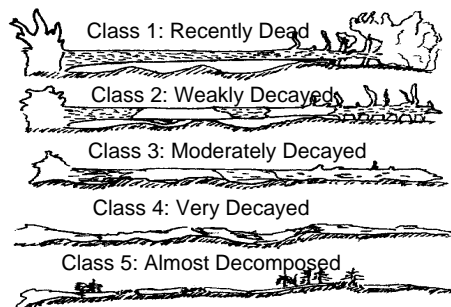 Class 1: Recently Dead
Class 2: Weakly Decayed
Class 3: Moderately Decayed
Class 4: Very Decayed
Class 5: Almost Decomposed